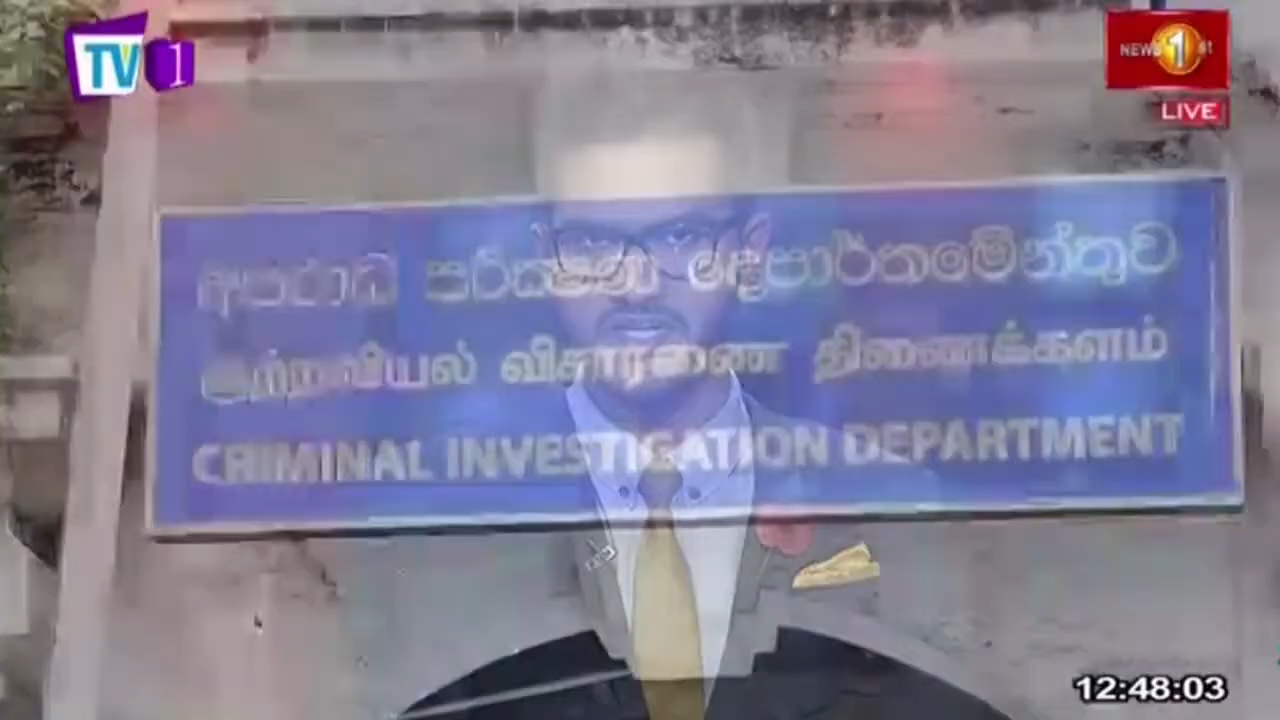 TV 1
NEWS 1st
LIVE
අපරාධ පරීක්ෂණ දෙපාර්තමේන්තුව
குற்றவியல் விசாரணை திணைக்களம்
CRIMINAL INVESTIGATION DEPARTMENT
12:48:03